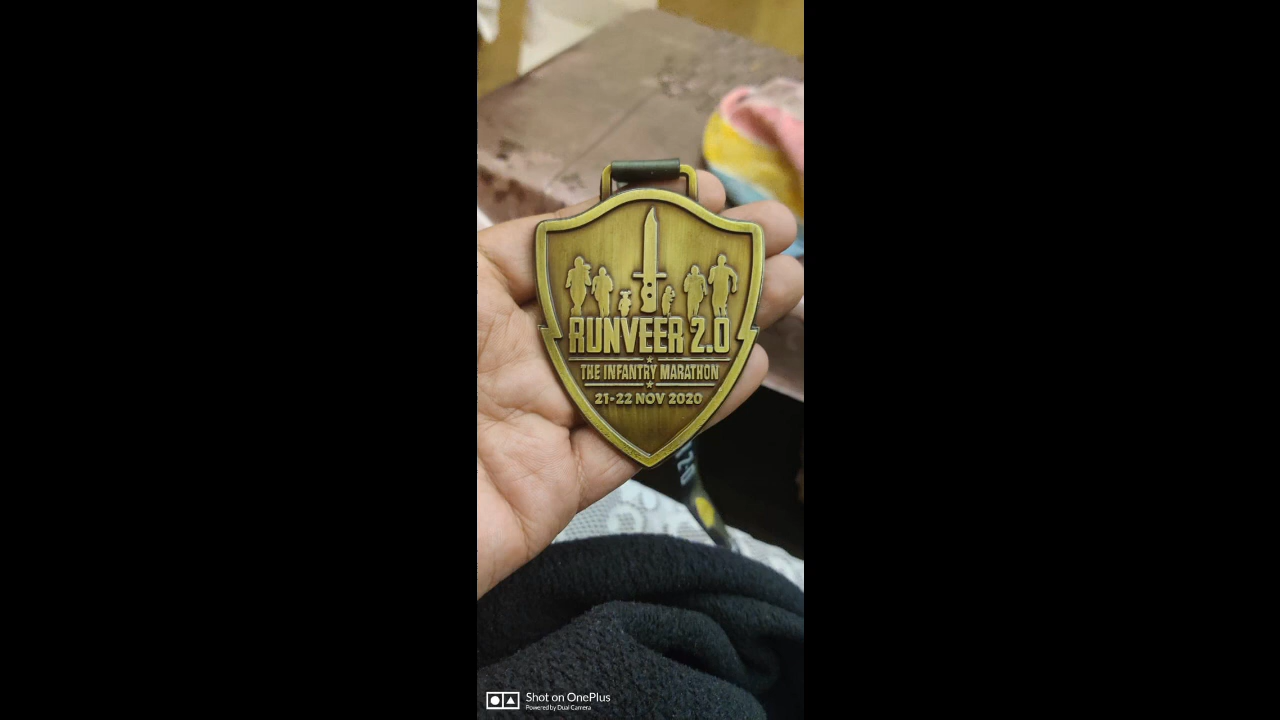 RUNVEER 2.0
THE INFANTRY MARATHON
21-22 NOV 2020
Shot on OnePlus
Powered by Dual Camera